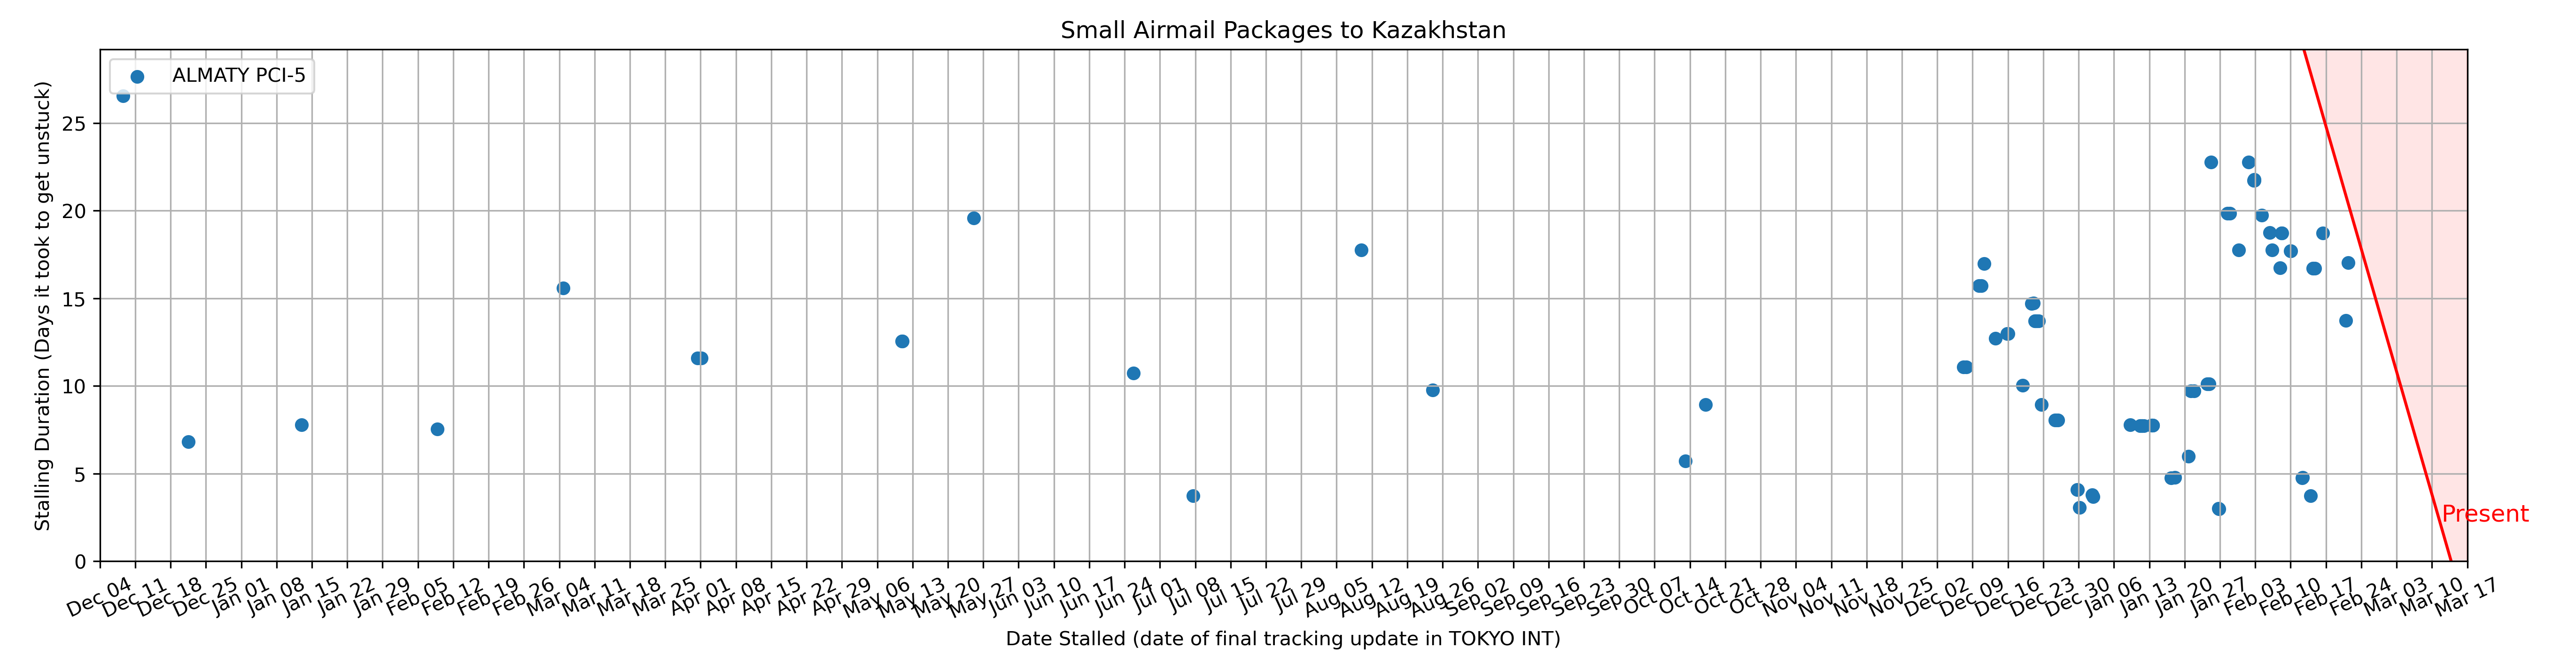 Small Airmail Packages to Kazakhstan
ALMATY PCI-5
Stalling Duration (Days it took to get unstuck)
25
20
15
10
5
0
Present
Dec 04
Dec 11
Dec 18
Dec 25
Jan 01
Jan 08
Jan 15
Jan 22
Jan 29
Feb 05
Feb 12
Feb 19
Feb 26
Mar 04
Mar 11
Mar 18
Mar 25
Apr 01
Apr 08
Apr 15
Apr 22
Apr 29
May 06
May 13
May 20
May 27
Jun 03
Jun 10
Jun 17
Jun 24
Jul 01
Jul 08
Jul 15
Jul 22
Jul 29
Aug 05
Aug 12
Aug 19
Aug 26
Sep 02
Sep 09
Sep 16
Sep 23
Sep 30
Oct 07
Oct 14
Oct 21
Oct 28
Nov 04
Nov 11
Nov 18
Nov 25
Dec 02
Dec 09
Dec 16
Dec 23
Dec 30
Jan 06
Jan 13
Jan 20
Jan 27
Feb 03
Feb 10
Feb 17
Feb 24
Mar 03
Mar 10
Mar 17
Date Stalled (date of final tracking update in TOKYO INT)